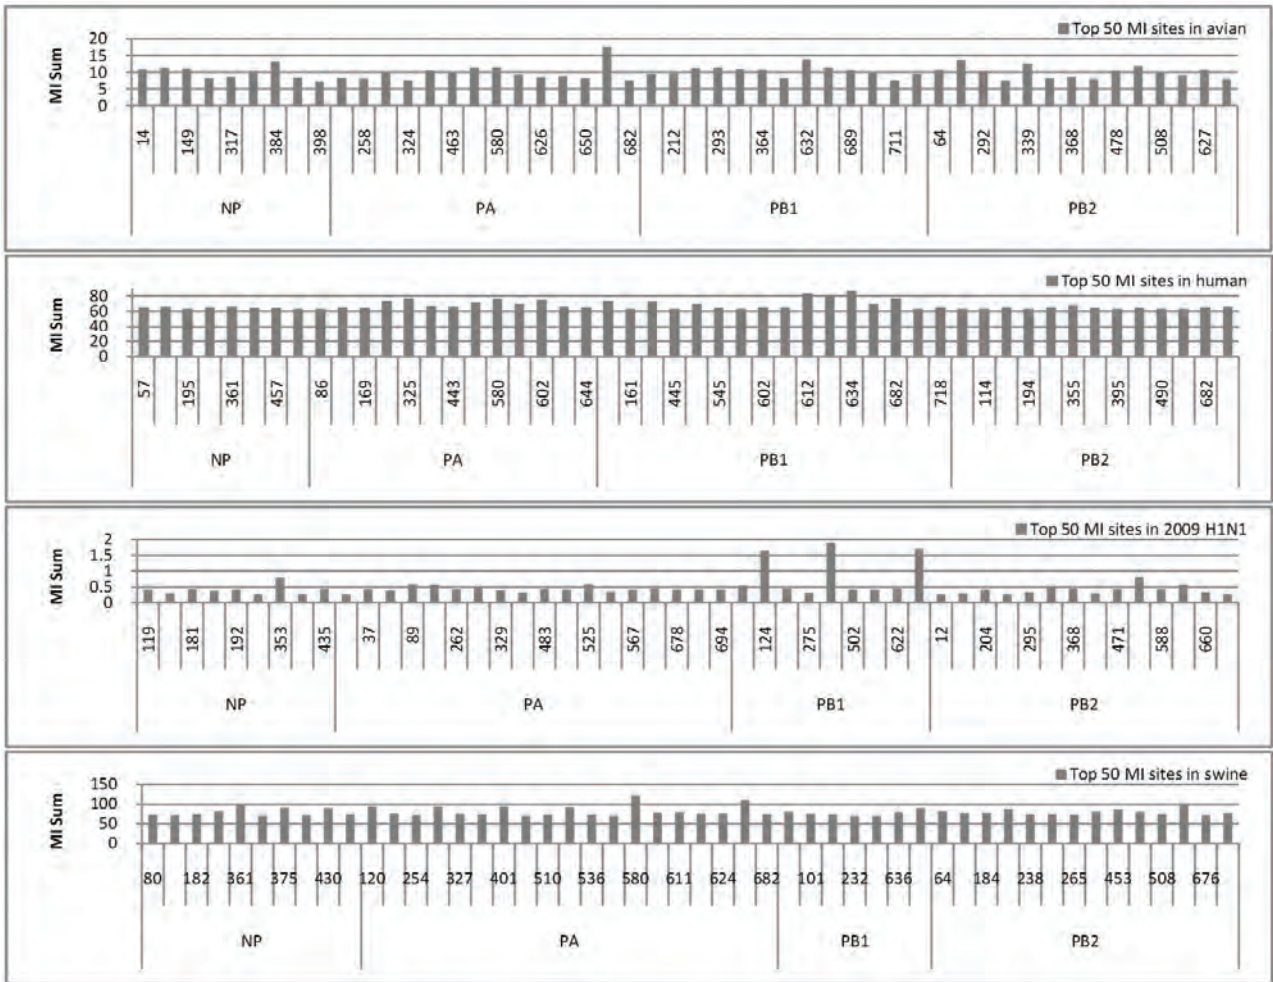 Top 50 MI sites in avian
MI Sum
20
15
10
5
0
14 149 317 384 398 258 324 463 580 626 650 682 212 293 364 632 689 711 64 292 339 368 478 508 627
NP PA PB1 PB2
Top 50 MI sites in human
MI Sum
80
60
40
20
0
57 195 361 457 86 169 325 443 580 602 644 161 445 545 602 612 634 682 718 114 194 355 395 490 682
NP PA PB1 PB2
Top 50 MI sites in 2009 H1N1
MI Sum
2
1.5
1
0.5
0
119 181 192 353 435 37 89 262 329 483 525 567 678 694 124 275 502 622 12 204 295 368 471 588 660
NP PA PB1 PB2
Top 50 MI sites in swine
MI Sum
150
100
50
0
80 182 361 375 430 120 254 327 401 510 536 580 611 624 682 101 232 636 64 184 238 265 453 508 676
NP PA PB1 PB2